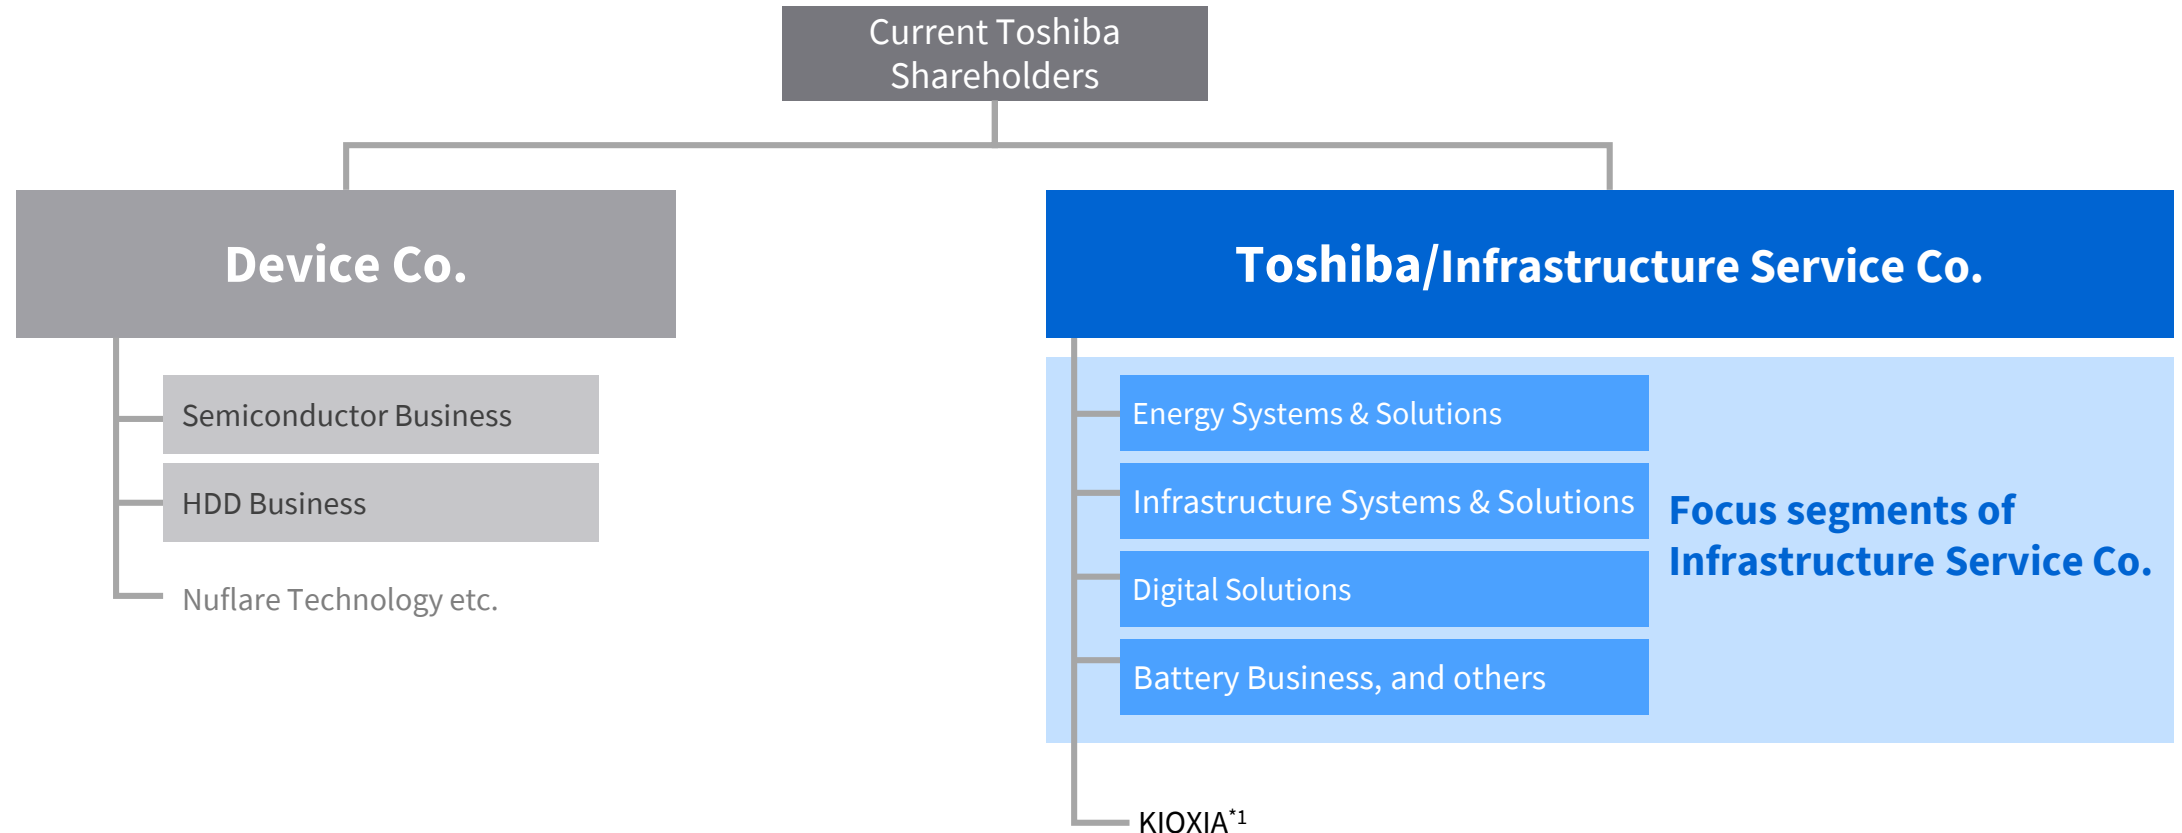 Current Toshiba
Shareholders
Device Co.
Semiconductor Business
HDD Business
Nuflare Technology etc.
Toshiba/Infrastructure Service Co.
Energy Systems & Solutions
Infrastructure Systems & Solutions
Digital Solutions
Battery Business, and others
Focus segments of
Infrastructure Service Co.
KIOXIA*1